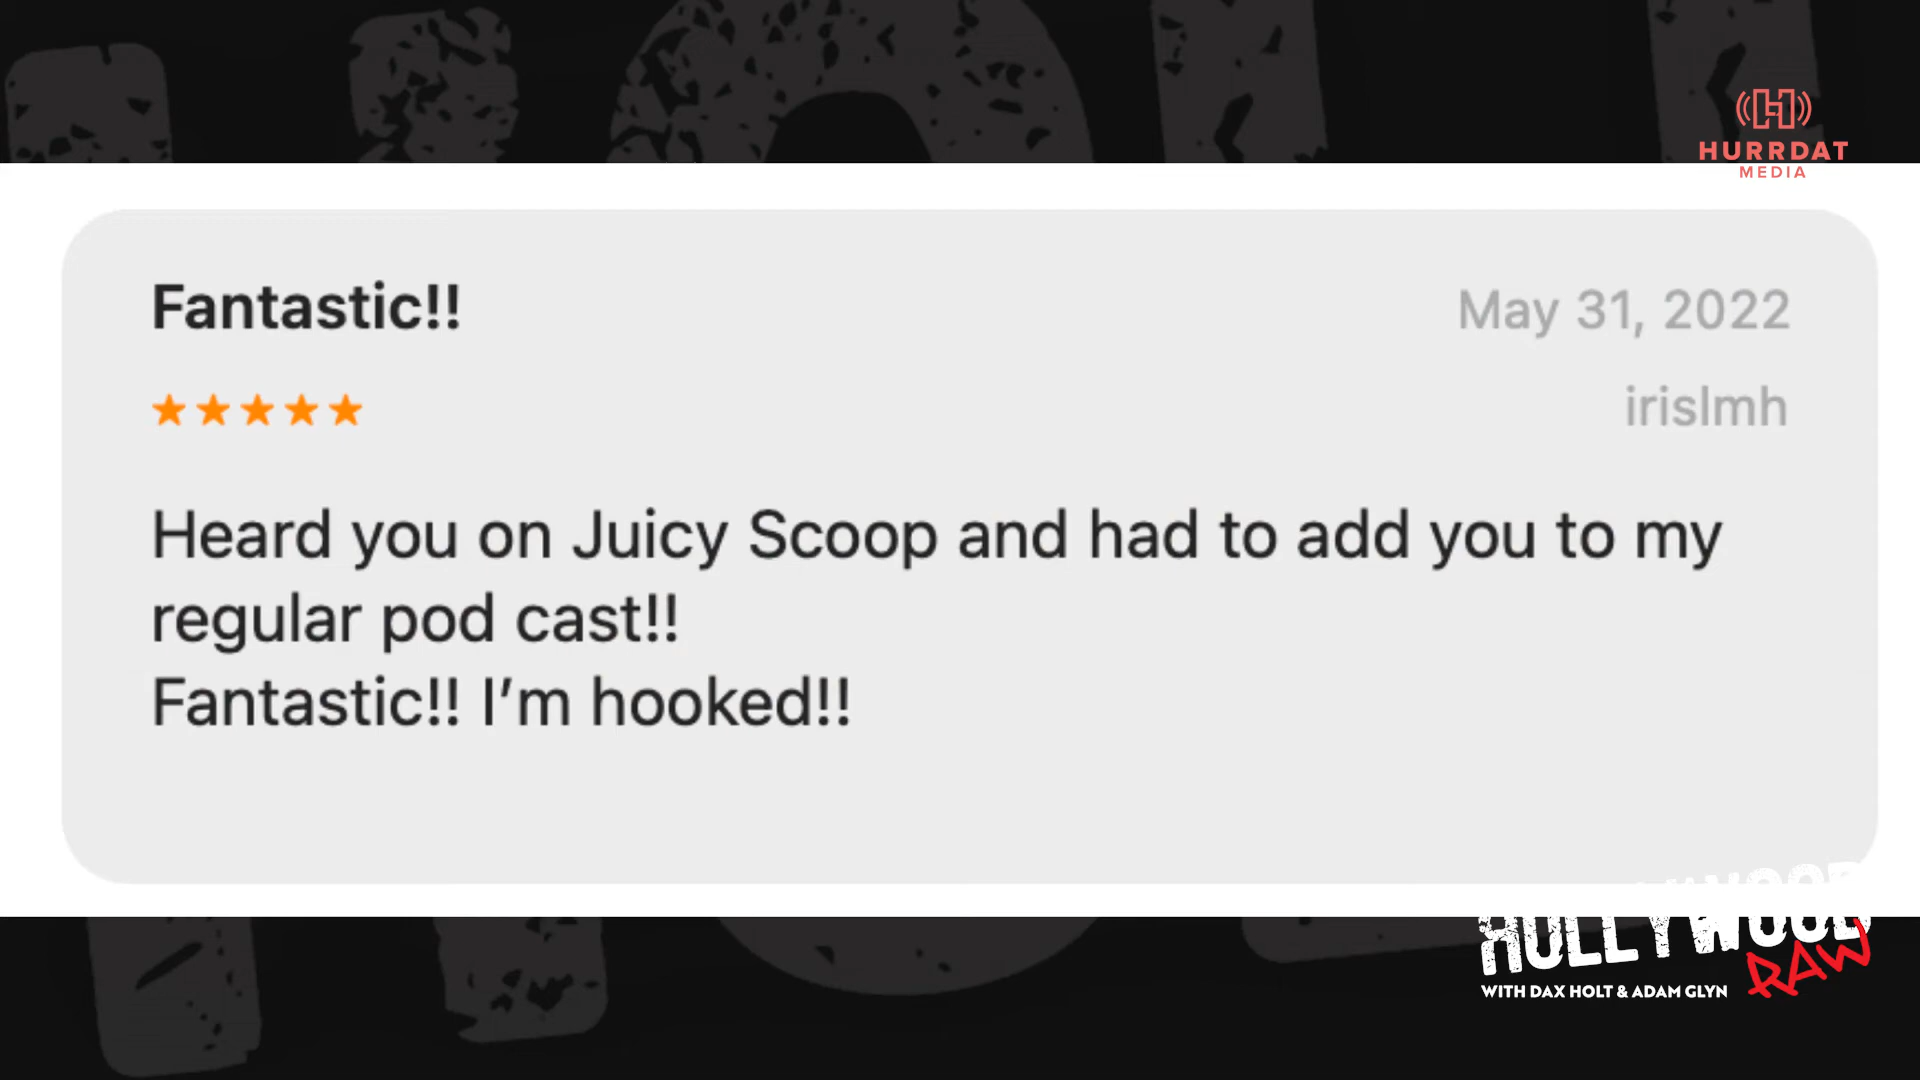 HURRDAT
MEDIA
Fantastic!!
May 31, 2022
★★★★★
irislmh
Heard you on Juicy Scoop and had to add you to my
regular pod cast!!
Fantastic!! I’m hooked!!
HOLLYWOOD
RAW
WITH DAX HOLT & ADAM GLYN